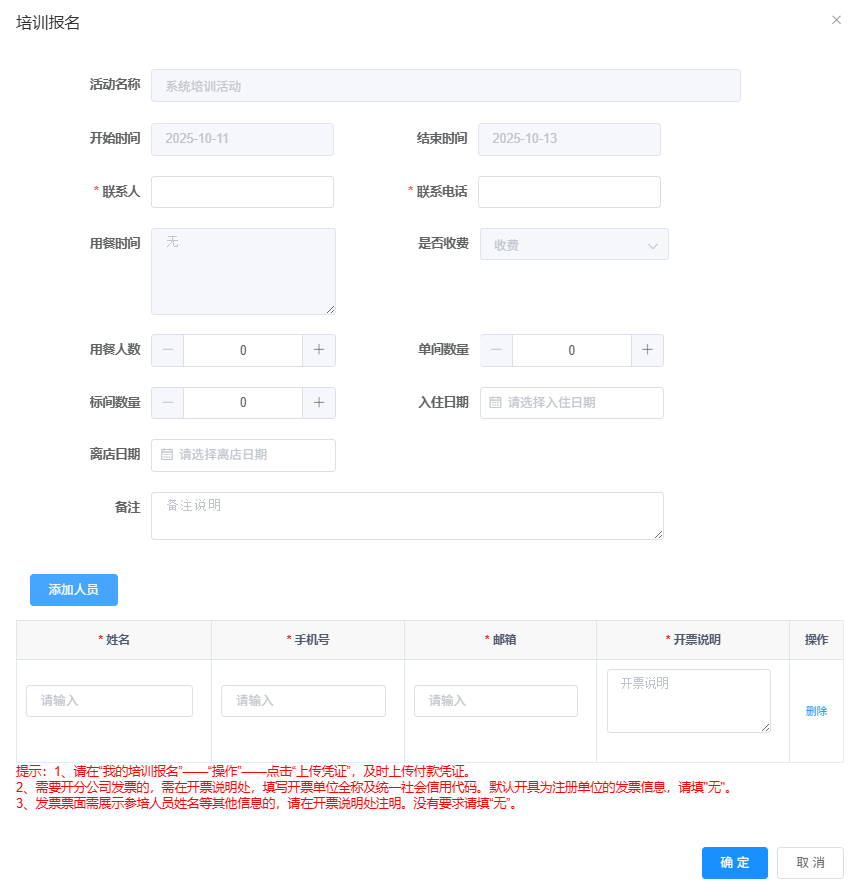 培训报名
活动名称 系统培训活动
开始时间 2025-10-11 结束时间 2025-10-13
* 联系人 * 联系电话
用餐时间 无 是否收费 收费
用餐人数 — 0 + 单间数量 — 0 +
标间数量 — 0 + 入住日期 请选择入住日期
离店日期 请选择离店日期
备注 备注说明
添加人员
* 姓名 * 手机号 * 邮箱 * 开票说明 操作
请输入 请输入 请输入 开票说明 删除
提示：1、请在“我的培训报名”——“操作”——点击“上传凭证”，及时上传付款凭证。
2、需要开分公司发票的，需在开票说明处，填写开票单位全称及统一社会信用代码。默认开具为注册单位的发票信息，请填"无"。
3、发票票面需展示参培人员姓名等其他信息的，请在开票说明处注明。没有要求请填“无”。
确 定 取 消